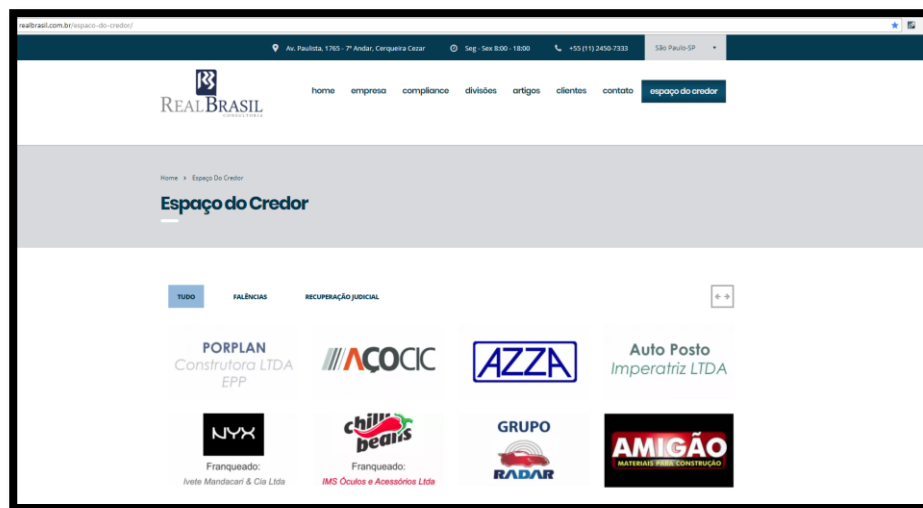 realbrasil.com.br/espaco-do-credor/
Av. Paulista, 1765 - 7º Andar, Cerqueira Cezar Seg - Sex 8:00 - 18:00 +55 (11) 2450-7333 São Paulo-SP
REALBRASIL
CONSULTORIA
home empresa compliance divisões artigos clientes contato espaço do credor
Home > Espaço Do Credor
Espaço do Credor
TUDO FALÊNCIAS RECUPERAÇÃO JUDICIAL
PORPLAN
Construtora LTDA
EPP
AÇOCIC
AZZA
Auto Posto
Imperatriz LTDA
NYX
Franqueado:
Ivete Mandacari & Cia Ltda
chilli
beans
Franqueado:
IMS Óculos e Acessórios Ltda
GRUPO
RADAR
AMIGÃO
MATERIAIS PARA CONSTRUÇÃO